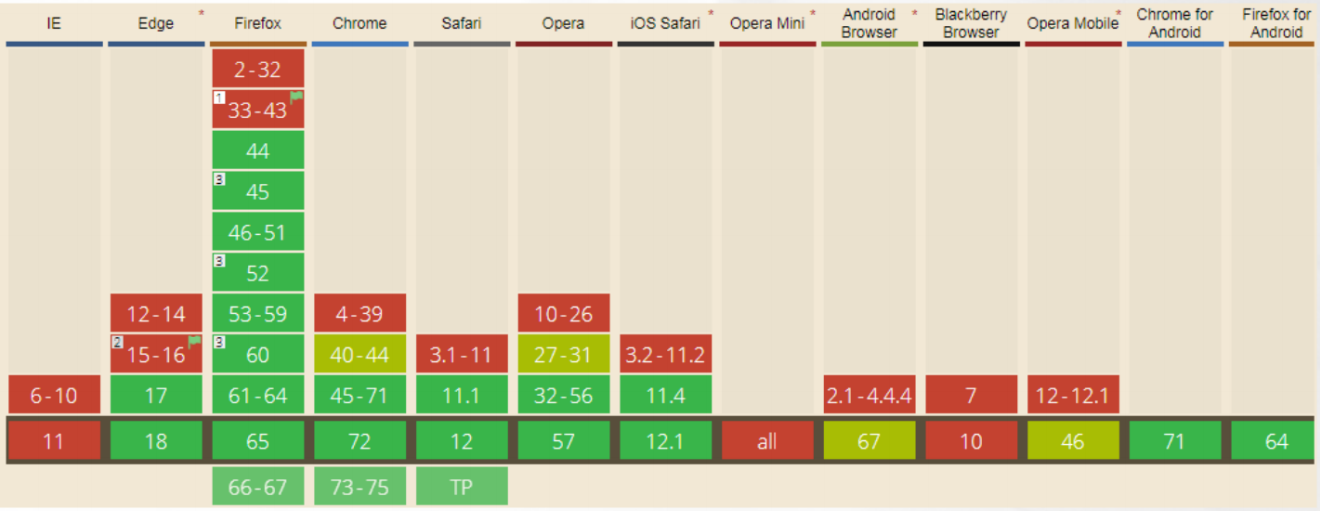 IE Edge * Firefox Chrome Safari Opera iOS Safari * Opera Mini * Android Browser * Blackberry Browser Opera Mobile * Chrome for Android Firefox for Android
2-32
1 33-43
44
3 45
46-51
3 52
12-14 53-59 4-39 10-26
2 15-16 3 60 40-44 3.1-11 27-31 3.2-11.2
6-10 17 61-64 45-71 11.1 32-56 11.4 2.1-4.4.4 7 12-12.1
11 18 65 72 12 57 12.1 all 67 10 46 71 64
66-67 73-75 TP